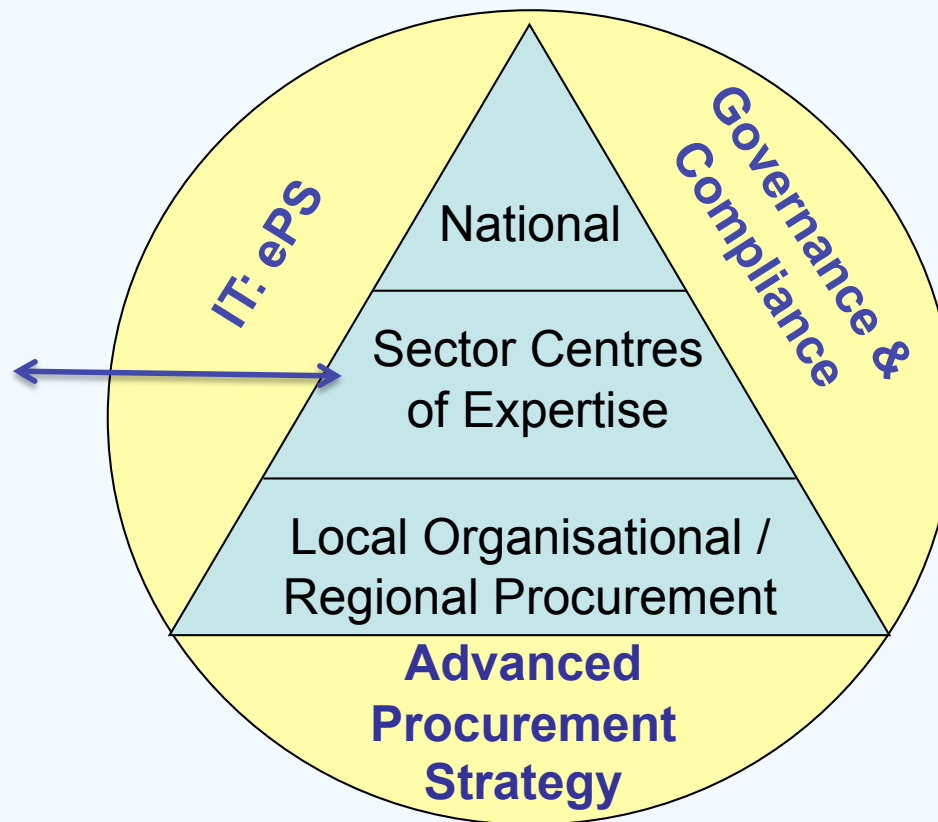 IT: ePS
Governance &
Compliance
National
Sector Centres
of Expertise
Local Organisational /
Regional Procurement
Advanced
Procurement
Strategy